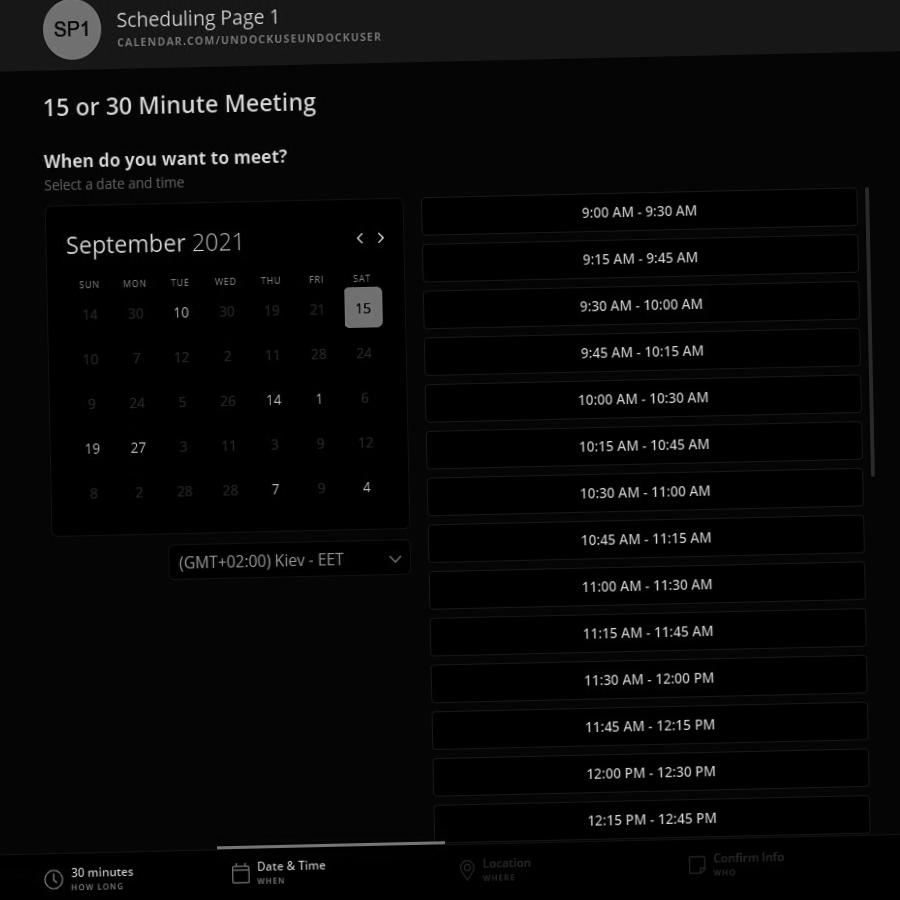 SP1
Scheduling Page 1
CALENDAR.COM/UNDOCKUSEUNDOCKUSER
15 or 30 Minute Meeting
When do you want to meet?
Select a date and time
September 2021
SUN MON TUE WED THU FRI SAT
14 30 10 30 19 21 15
10 7 12 2 11 28 24
9 24 5 26 14 1 6
19 27 3 11 3 9 12
8 2 28 28 7 9 4
(GMT+02:00) Kiev - EET
9:00 AM - 9:30 AM
9:15 AM - 9:45 AM
9:30 AM - 10:00 AM
9:45 AM - 10:15 AM
10:00 AM - 10:30 AM
10:15 AM - 10:45 AM
10:30 AM - 11:00 AM
10:45 AM - 11:15 AM
11:00 AM - 11:30 AM
11:15 AM - 11:45 AM
11:30 AM - 12:00 PM
11:45 AM - 12:15 PM
12:00 PM - 12:30 PM
12:15 PM - 12:45 PM
30 minutes
HOW LONG
Date & Time
WHEN
Location
WHERE
Confirm Info
WHO